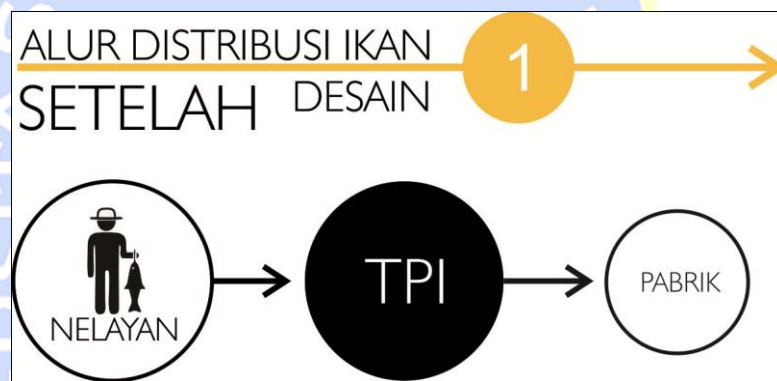 ALUR DISTRIBUSI IKAN
SETELAH DESAIN
1
NELAYAN
TPI
PABRIK